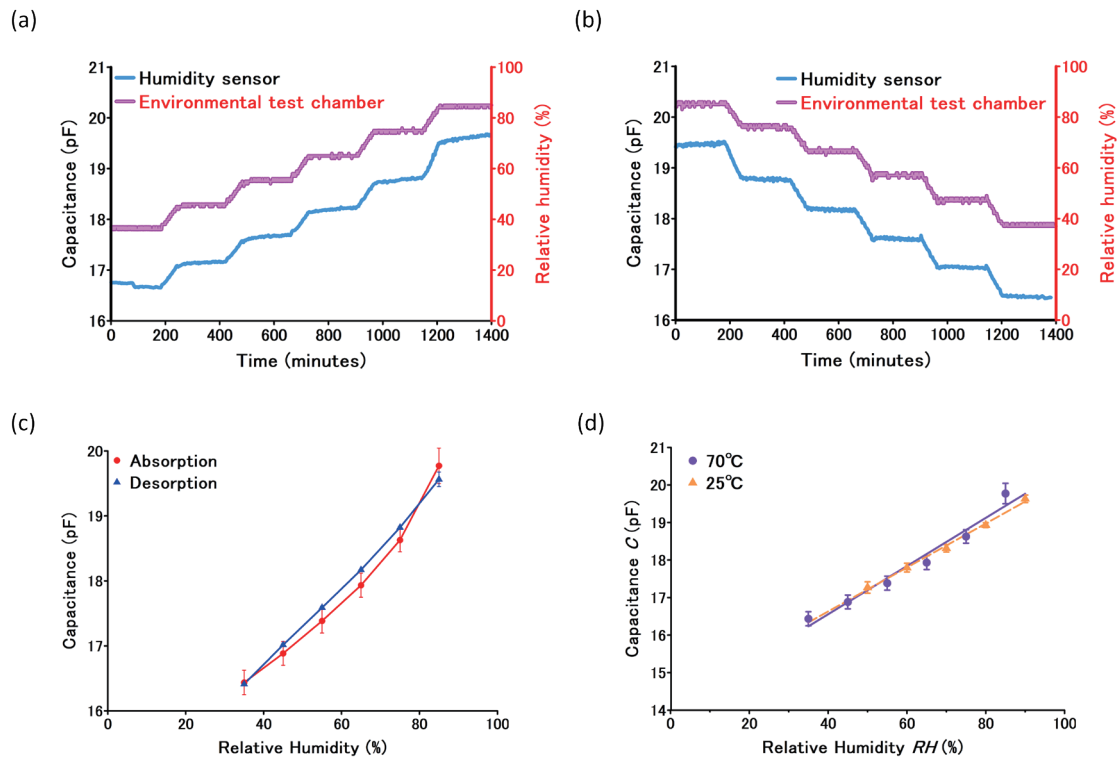 (a)
(b)
21
20
19
18
17
16
Capacitance (pF)
Humidity sensor
Environmental test chamber
100
80
60
40
20
0
Relative humidity (%)
0 200 400 600 800 1000 1200 1400
Time (minutes)
21
20
19
18
17
16
Capacitance (pF)
Humidity sensor
Environmental test chamber
100
80
60
40
20
0
Relative humidity (%)
0 200 400 600 800 1000 1200 1400
Time (minutes)
(c)
(d)
20
19
18
17
16
Capacitance (pF)
Absorption
Desorption
0 20 40 60 80 100
Relative Humidity (%)
21
20
19
18
17
16
15
14
Capacitance C (pF)
70℃
25℃
0 20 40 60 80 100
Relative Humidity RH (%)